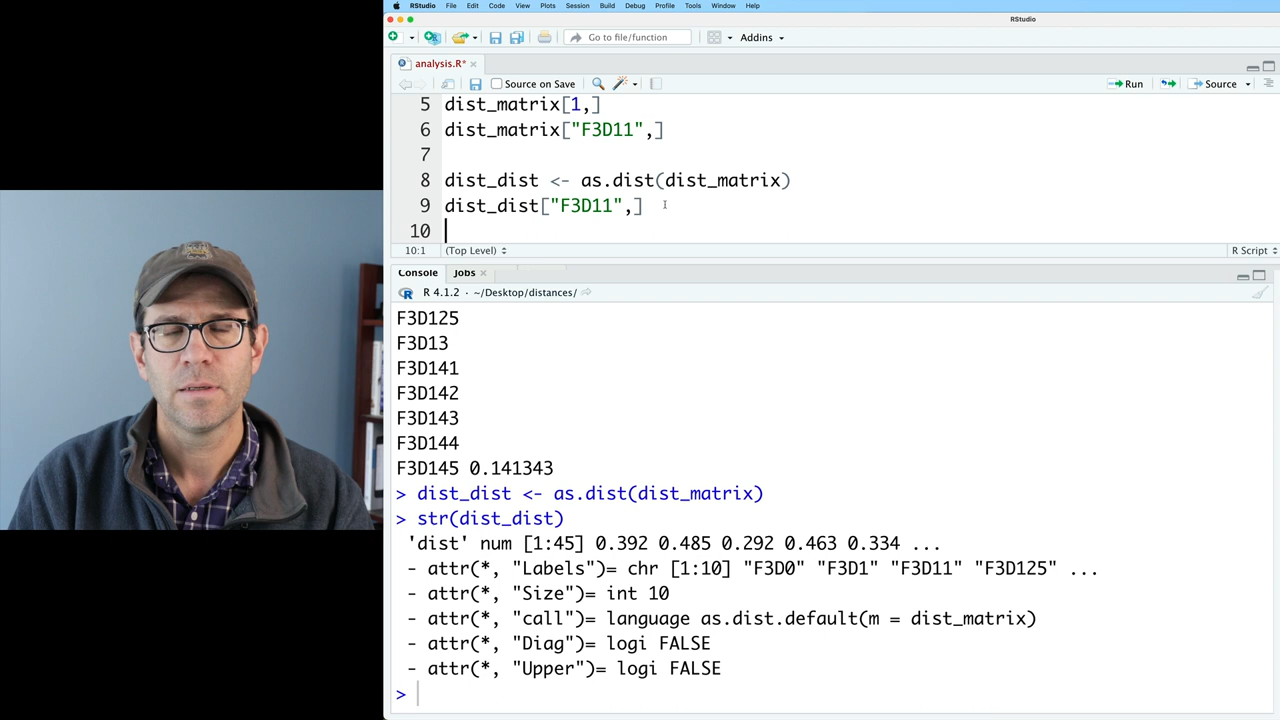 RStudio File Edit Code View Plots Session Build Debug Profile Tools Window Help
RStudio
Go to file/function Addins
analysis.R*
Source on Save Run Source
5 dist_matrix[1,]
6 dist_matrix["F3D11",]
7
8 dist_dist <- as.dist(dist_matrix)
9 dist_dist["F3D11",]
10
10:1 (Top Level) R Script
Console Jobs
R 4.1.2 · ~/Desktop/distances/
F3D125
F3D13
F3D141
F3D142
F3D143
F3D144
F3D145 0.141343
> dist_dist <- as.dist(dist_matrix)
> str(dist_dist)
'dist' num [1:45] 0.392 0.485 0.292 0.463 0.334 ...
- attr(*, "Labels")= chr [1:10] "F3D0" "F3D1" "F3D11" "F3D125" ...
- attr(*, "Size")= int 10
- attr(*, "call")= language as.dist.default(m = dist_matrix)
- attr(*, "Diag")= logi FALSE
- attr(*, "Upper")= logi FALSE
>